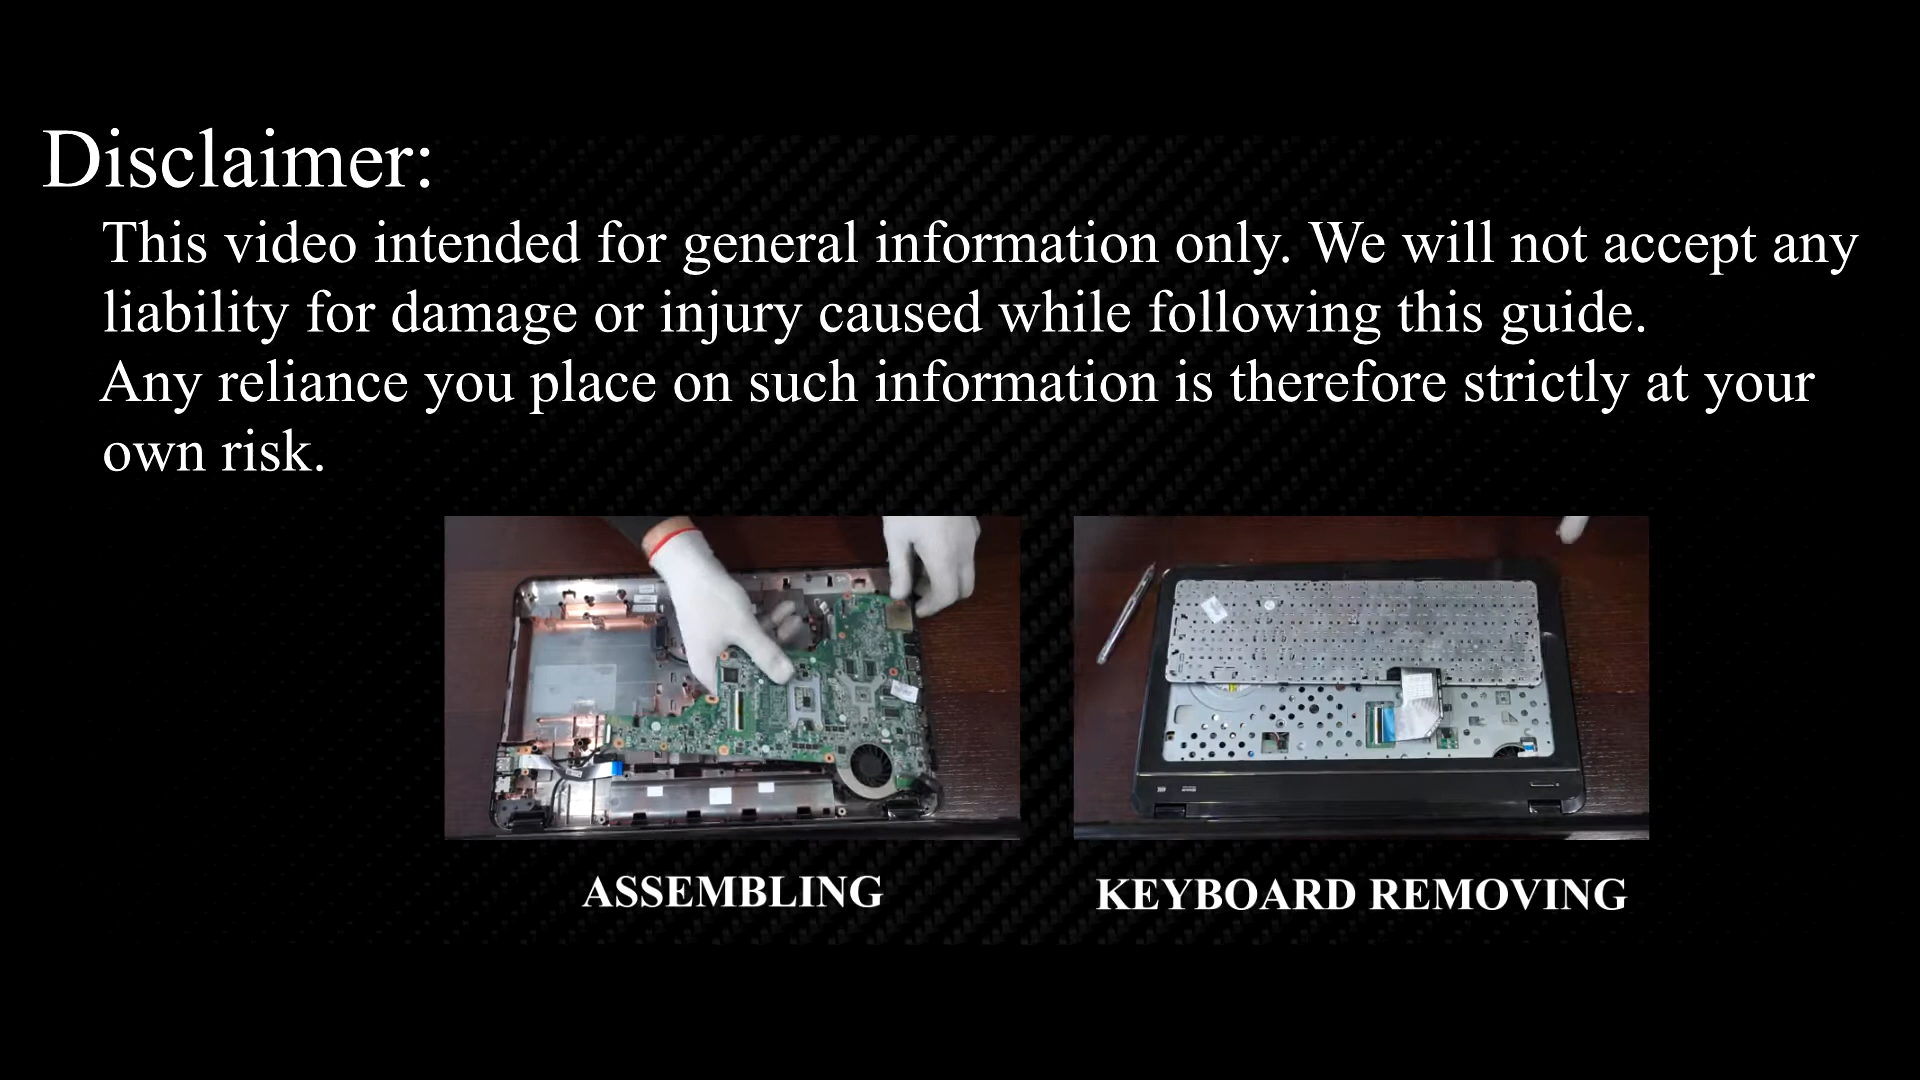 Disclaimer:
This video intended for general information only. We will not accept any
liability for damage or injury caused while following this guide.
Any reliance you place on such information is therefore strictly at your
own risk.
ASSEMBLING
KEYBOARD REMOVING